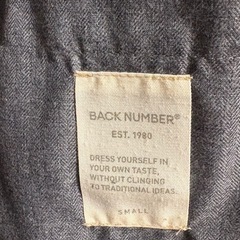 BACK NUMBER®
EST. 1980
DRESS YOURSELF IN
YOUR OWN TASTE,
WITHOUT CLINGING
TO TRADITIONAL IDEAS.
SMALL